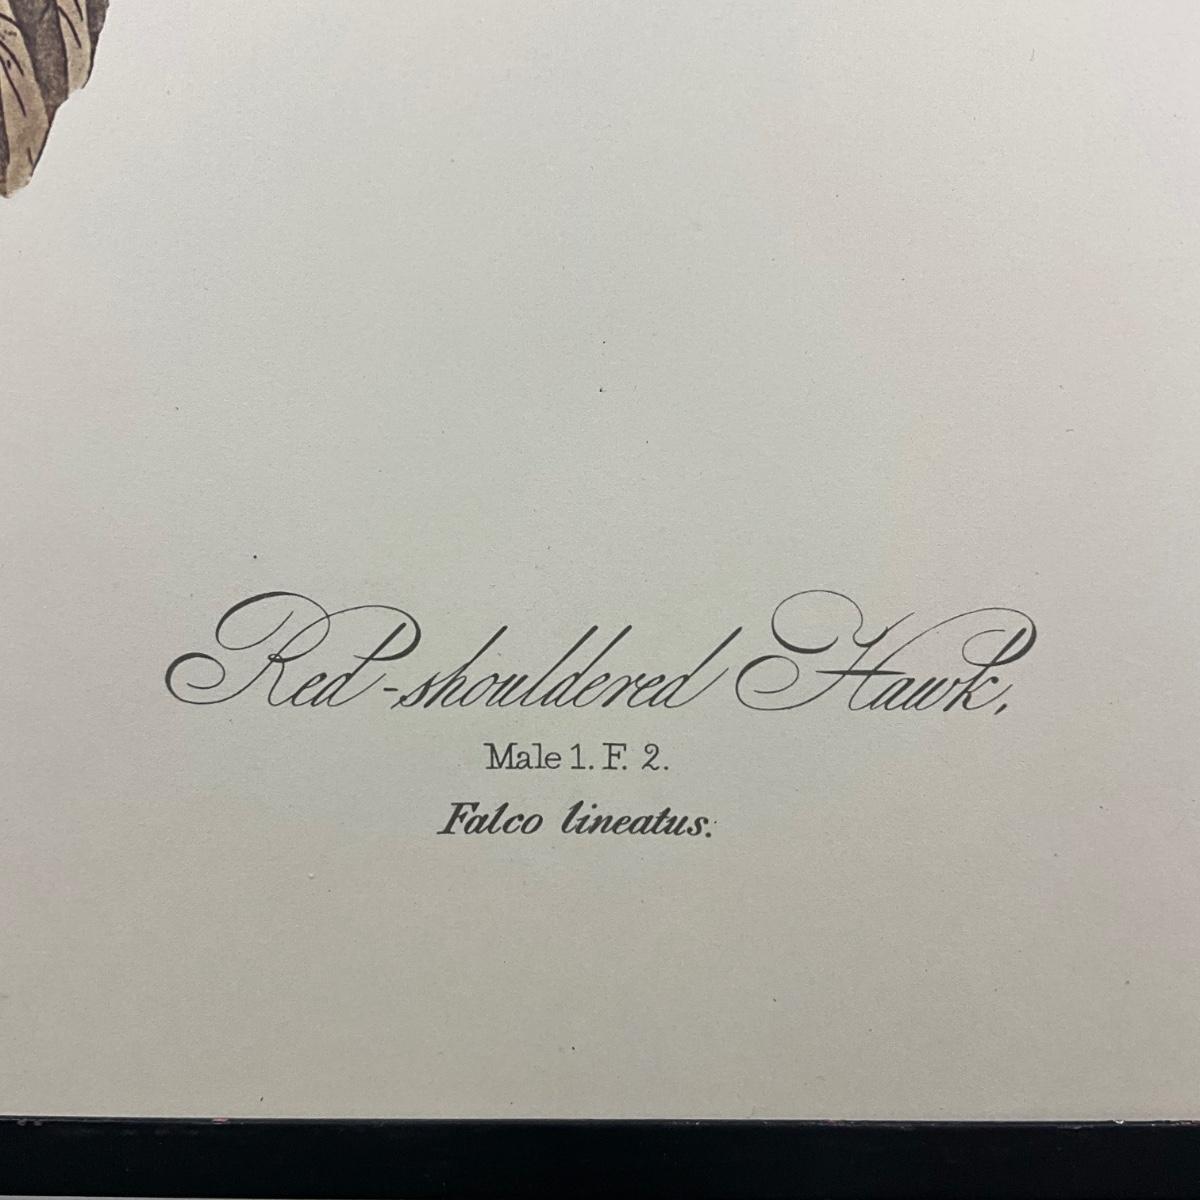 Red-shouldered Hawk,
Male 1. F. 2.
Falco lineatus.